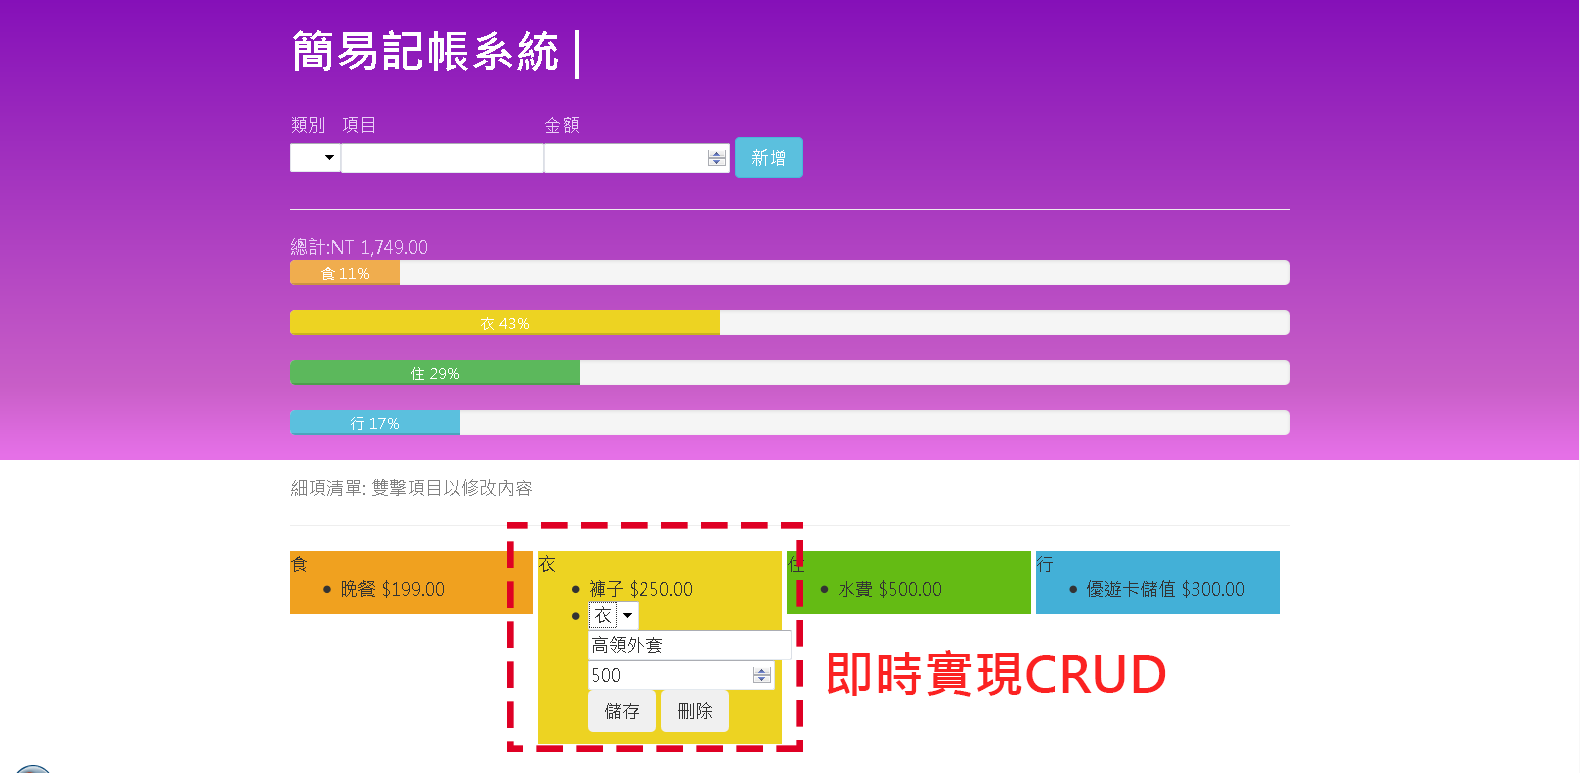 簡易記帳系統 |
類別 項目 金額
新增
總計:NT 1,749.00
食 11%
衣 43%
住 29%
行 17%
細項清單: 雙擊項目以修改內容
食
晚餐 $199.00
衣
褲子 $250.00
衣
高領外套
500
儲存 刪除
住
水費 $500.00
行
優遊卡儲值 $300.00
即時實現CRUD